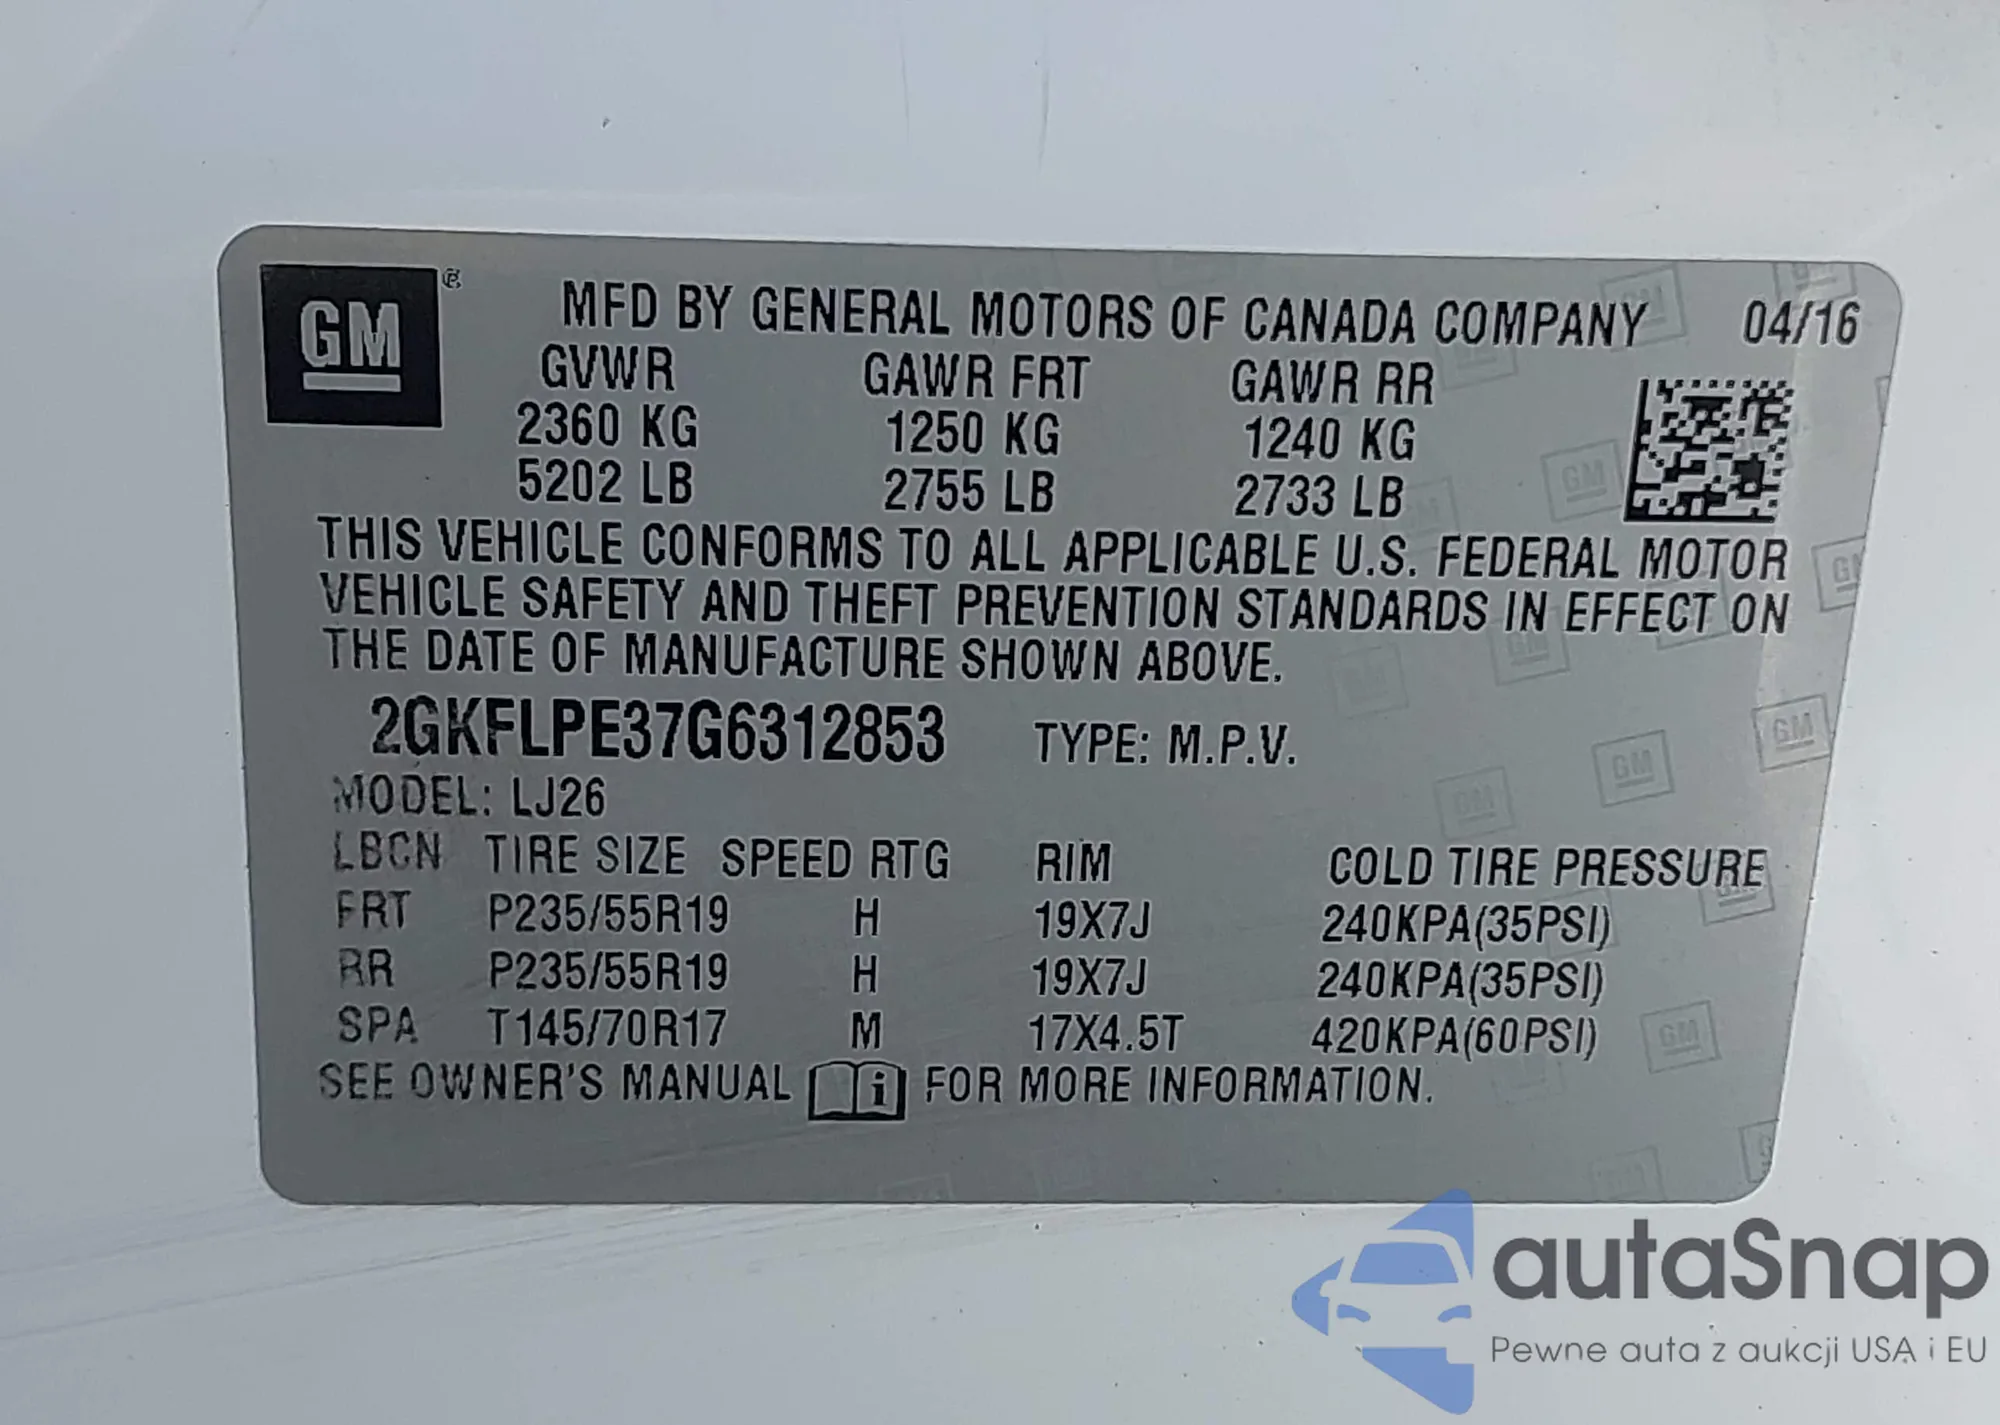 GM ®
MFD BY GENERAL MOTORS OF CANADA COMPANY 04/16
GVWR GAWR FRT GAWR RR
2360 KG 1250 KG 1240 KG
5202 LB 2755 LB 2733 LB
THIS VEHICLE CONFORMS TO ALL APPLICABLE U.S. FEDERAL MOTOR
VEHICLE SAFETY AND THEFT PREVENTION STANDARDS IN EFFECT ON
THE DATE OF MANUFACTURE SHOWN ABOVE.
2GKFLPE37G6312853 TYPE: M.P.V.
MODEL: LJ26
LBCN TIRE SIZE SPEED RTG RIM COLD TIRE PRESSURE
FRT P235/55R19 H 19X7J 240KPA(35PSI)
RR P235/55R19 H 19X7J 240KPA(35PSI)
SPA T145/70R17 M 17X4.5T 420KPA(60PSI)
SEE OWNER'S MANUAL i FOR MORE INFORMATION.
autaSnap
Pewne auta z aukcji USA i EU